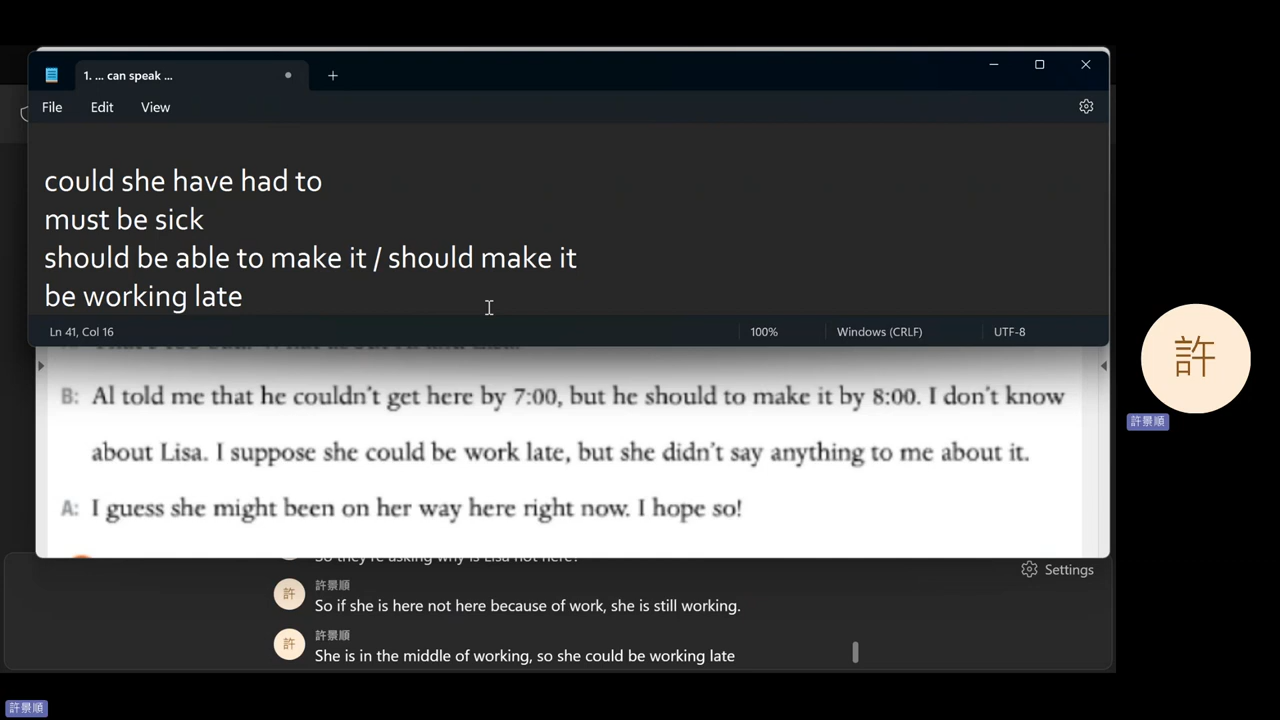 1. ... can speak ...
File Edit View
could she have had to
must be sick
should be able to make it / should make it
be working late
Ln 41, Col 16 100% Windows (CRLF) UTF-8
B: Al told me that he couldn't get here by 7:00, but he should to make it by 8:00. I don't know
about Lisa. I suppose she could be work late, but she didn't say anything to me about it.
A: I guess she might been on her way here right now. I hope so!
So they're asking why is Lisa not here?
Settings
許景順
So if she is here not here because of work, she is still working.
許景順
She is in the middle of working, so she could be working late
許
許
許
許景順
許景順